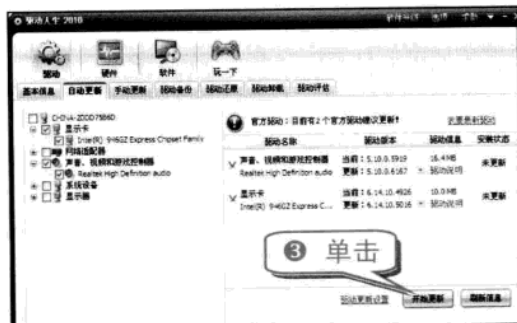 驱动人生 2010
驱动 硬件 软件 玩一下
基本信息 自动更新 手动更新 驱动备份 驱动还原 驱动卸载 驱动评估
CHINA-2DDD7586D
显示卡
Intel(R) 946GZ Express Chipset Family
网络适配器
声音、视频和游戏控制器
Realtek High Definition audio
系统设备
显示器
官方驱动：目前有2个官方驱动建议更新！
驱动名称 驱动版本 驱动信息 安装状态
声音、视频和游戏控制器 当前：5.10.0.5919 16.4MB 未更新
Realtek High Definition audio 更新：5.10.0.6167 驱动说明
显示卡 当前：6.14.10.4926 10.0MB 未更新
Intel(R) 946GZ Express C... 更新：6.14.10.5016 驱动说明
❸ 单击
驱动更新设置 开始更新 刷新信息